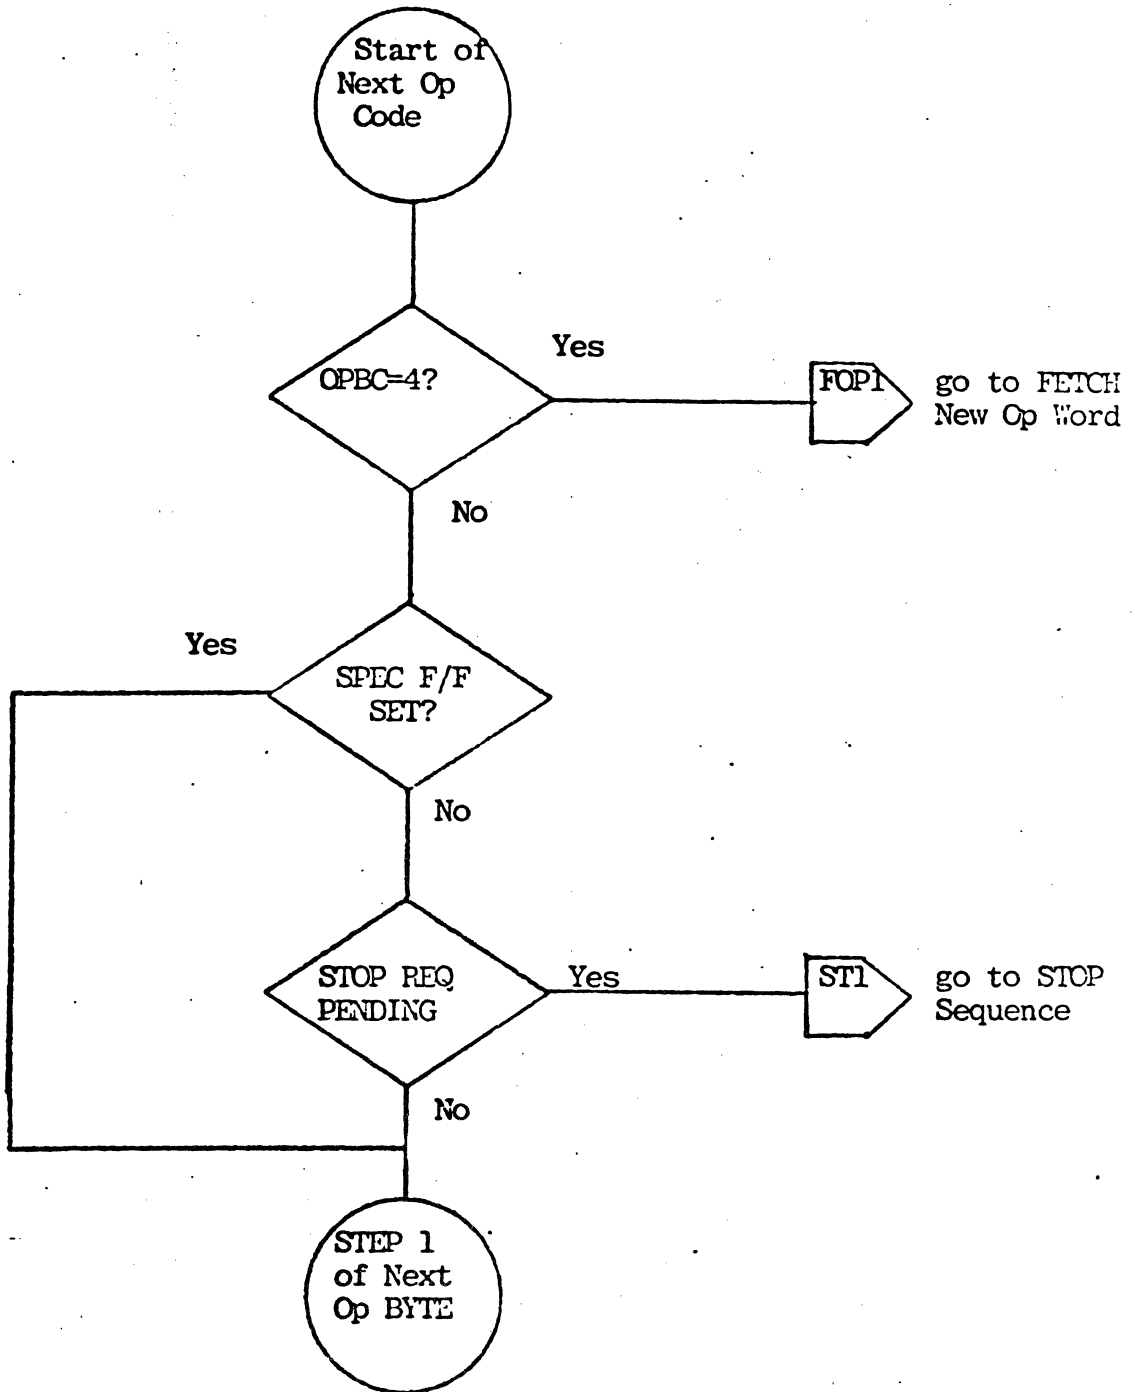 Start of
Next Op
Code
OPBC=4?
Yes
FOP1
go to FETCH
New Op Word
No
Yes
SPEC F/F
SET?
No
STOP REQ
PENDING
Yes
ST1
go to STOP
Sequence
No
STEP 1
of Next
Op BYTE